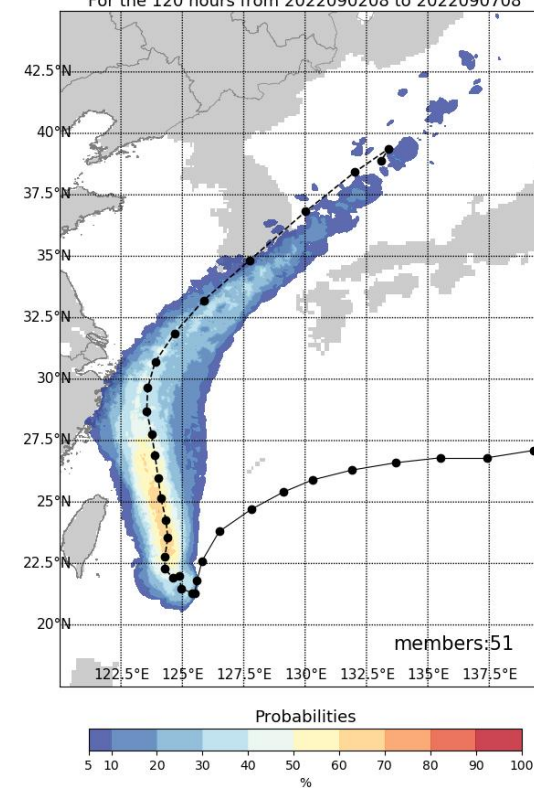 For the 120 hours from 2022090208 to 2022090708
42.5°N
40°N
37.5°N
35°N
32.5°N
30°N
27.5°N
25°N
22.5°N
20°N
members:51
122.5°E 125°E 127.5°E 130°E 132.5°E 135°E 137.5°E
Probabilities
5 10 20 30 40 50 60 70 80 90 100
%